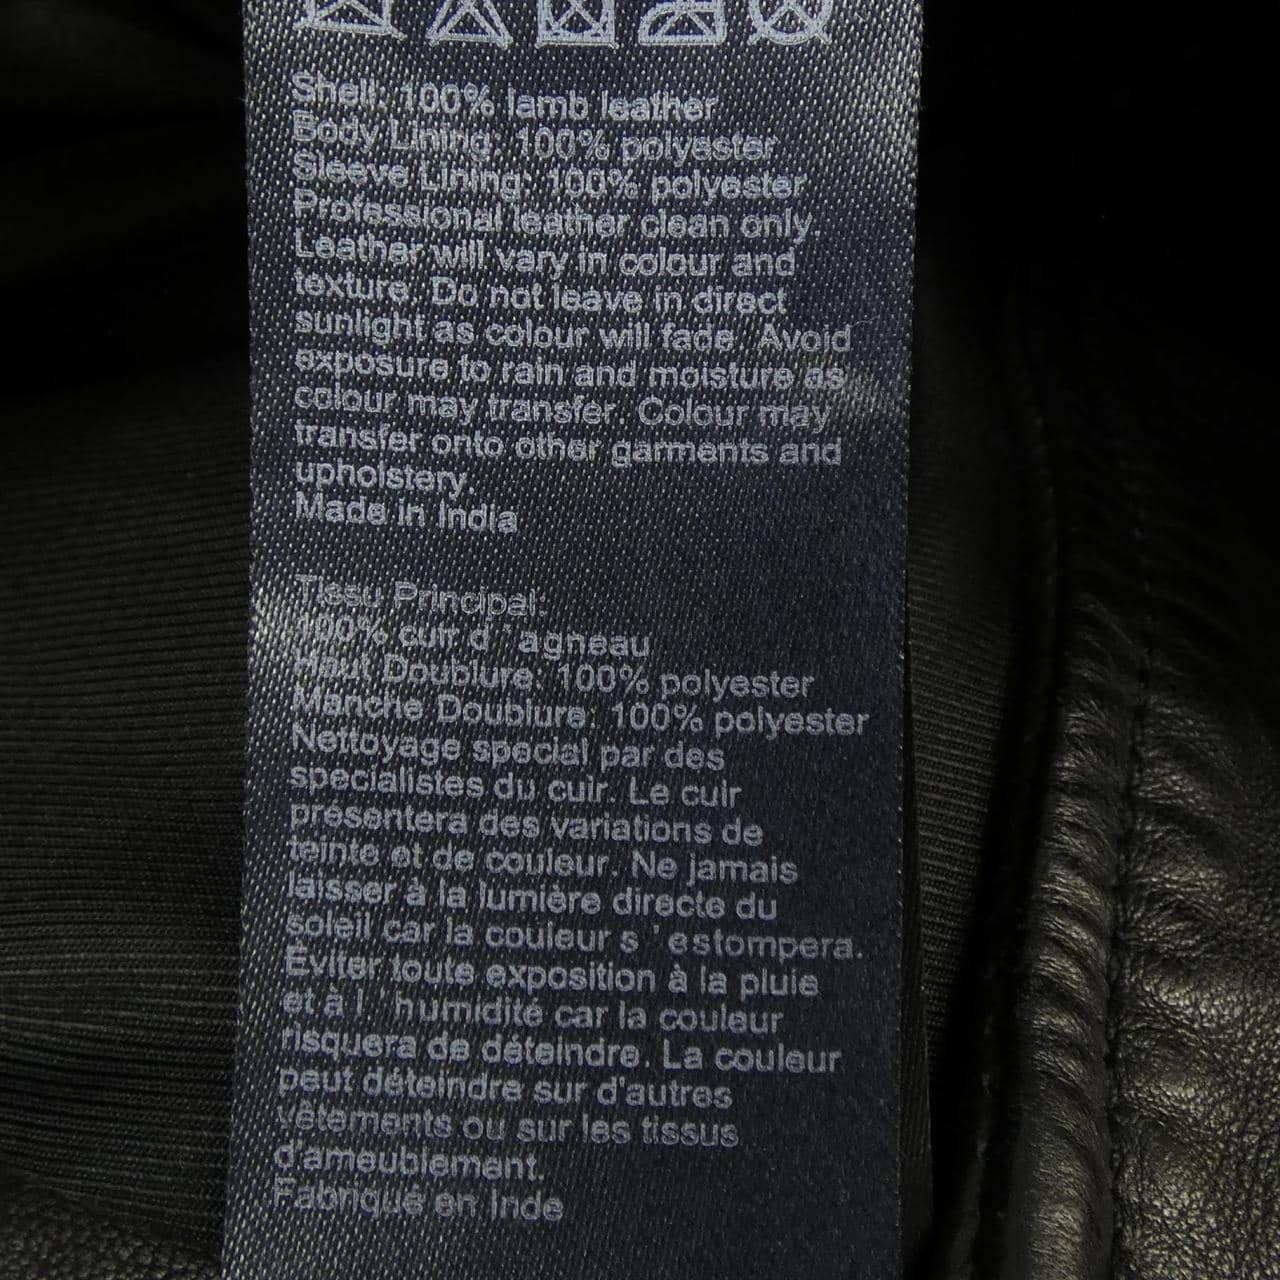 Shell: 100% lamb leather
Body Lining: 100% polyester
Sleeve Lining: 100% polyester
Professional leather clean only.
Leather will vary in colour and
texture. Do not leave in direct
sunlight as colour will fade. Avoid
exposure to rain and moisture as
colour may transfer. Colour may
transfer onto other garments and
upholstery.
Made in India
Tissu Principal:
100% cuir d' agneau
Haut Doublure: 100% polyester
Manche Doublure: 100% polyester
Nettoyage special par des
specialistes du cuir. Le cuir
présentera des variations de
teinte et de couleur. Ne jamais
laisser à la lumière directe du
soleil car la couleur s 'estompera.
Éviter toute exposition à la pluie
et à l' humidité car la couleur
risquera de déteindre. La couleur
peut déteindre sur d'autres
vêtements ou sur les tissus
d'ameublement.
Fabriqué en Inde